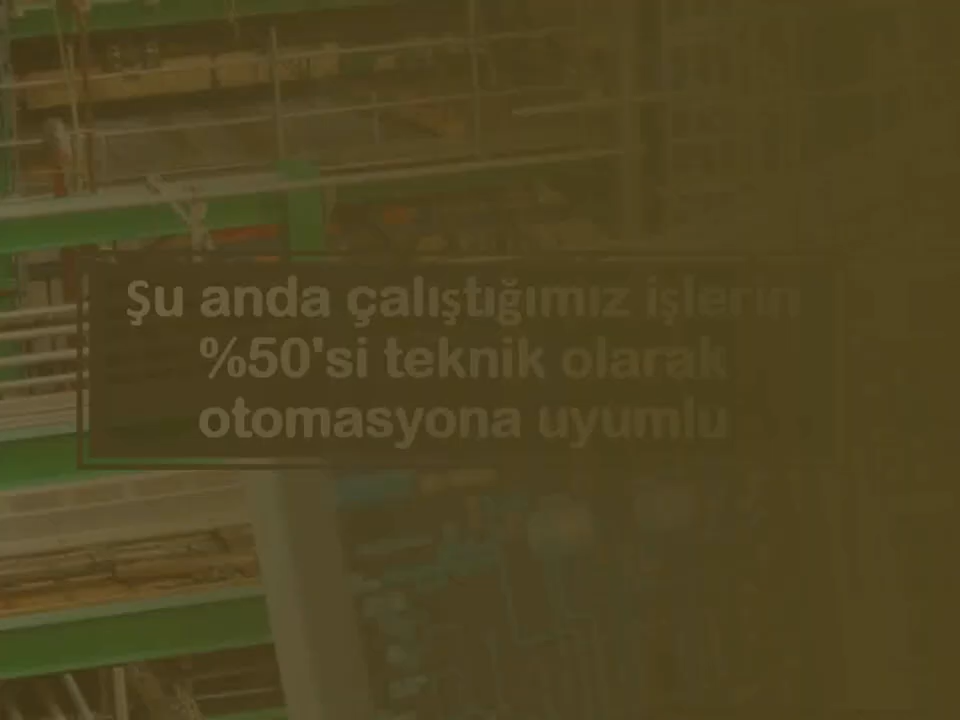 Şu anda çalıştığımız işlerin
%50'si teknik olarak
otomasyona uyumlu